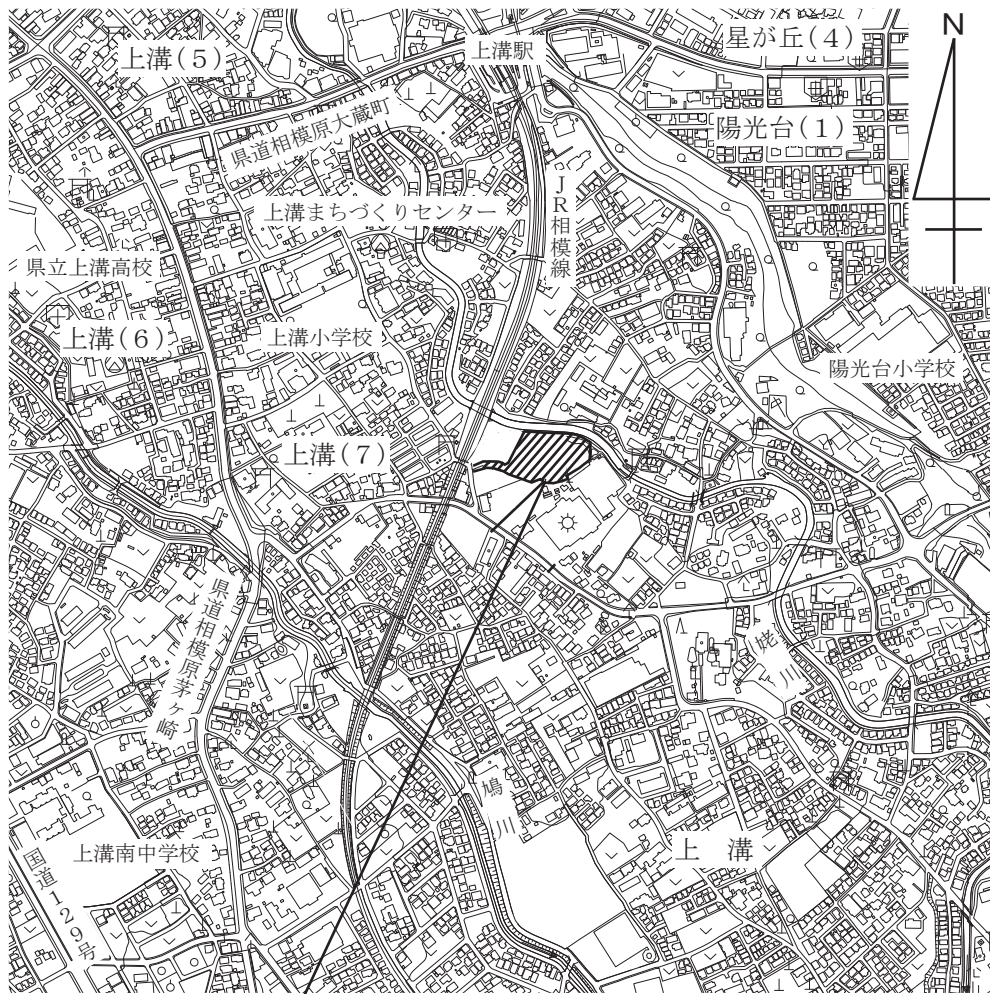 上溝(5)
上溝駅
星が丘(4)
N
県道相模原大蔵町
陽光台(1)
JR相模線
上溝まちづくりセンター
県立上溝高校
上溝(6)
上溝小学校
陽光台小学校
上溝(7)
県道相模原茅ヶ崎
姥川
鳩川
上溝南中学校
上 溝
国道129号